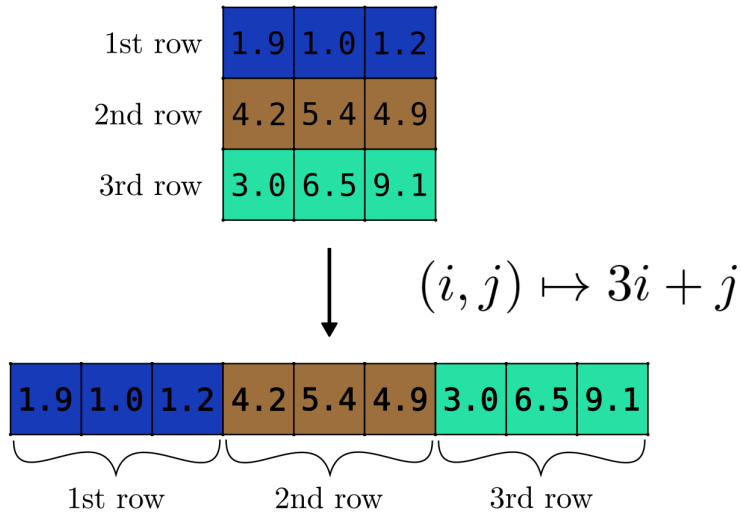 1st row 1.9 1.0 1.2
2nd row 4.2 5.4 4.9
3rd row 3.0 6.5 9.1
(i, j) ↦ 3i + j
1.9 1.0 1.2 4.2 5.4 4.9 3.0 6.5 9.1
1st row 2nd row 3rd row